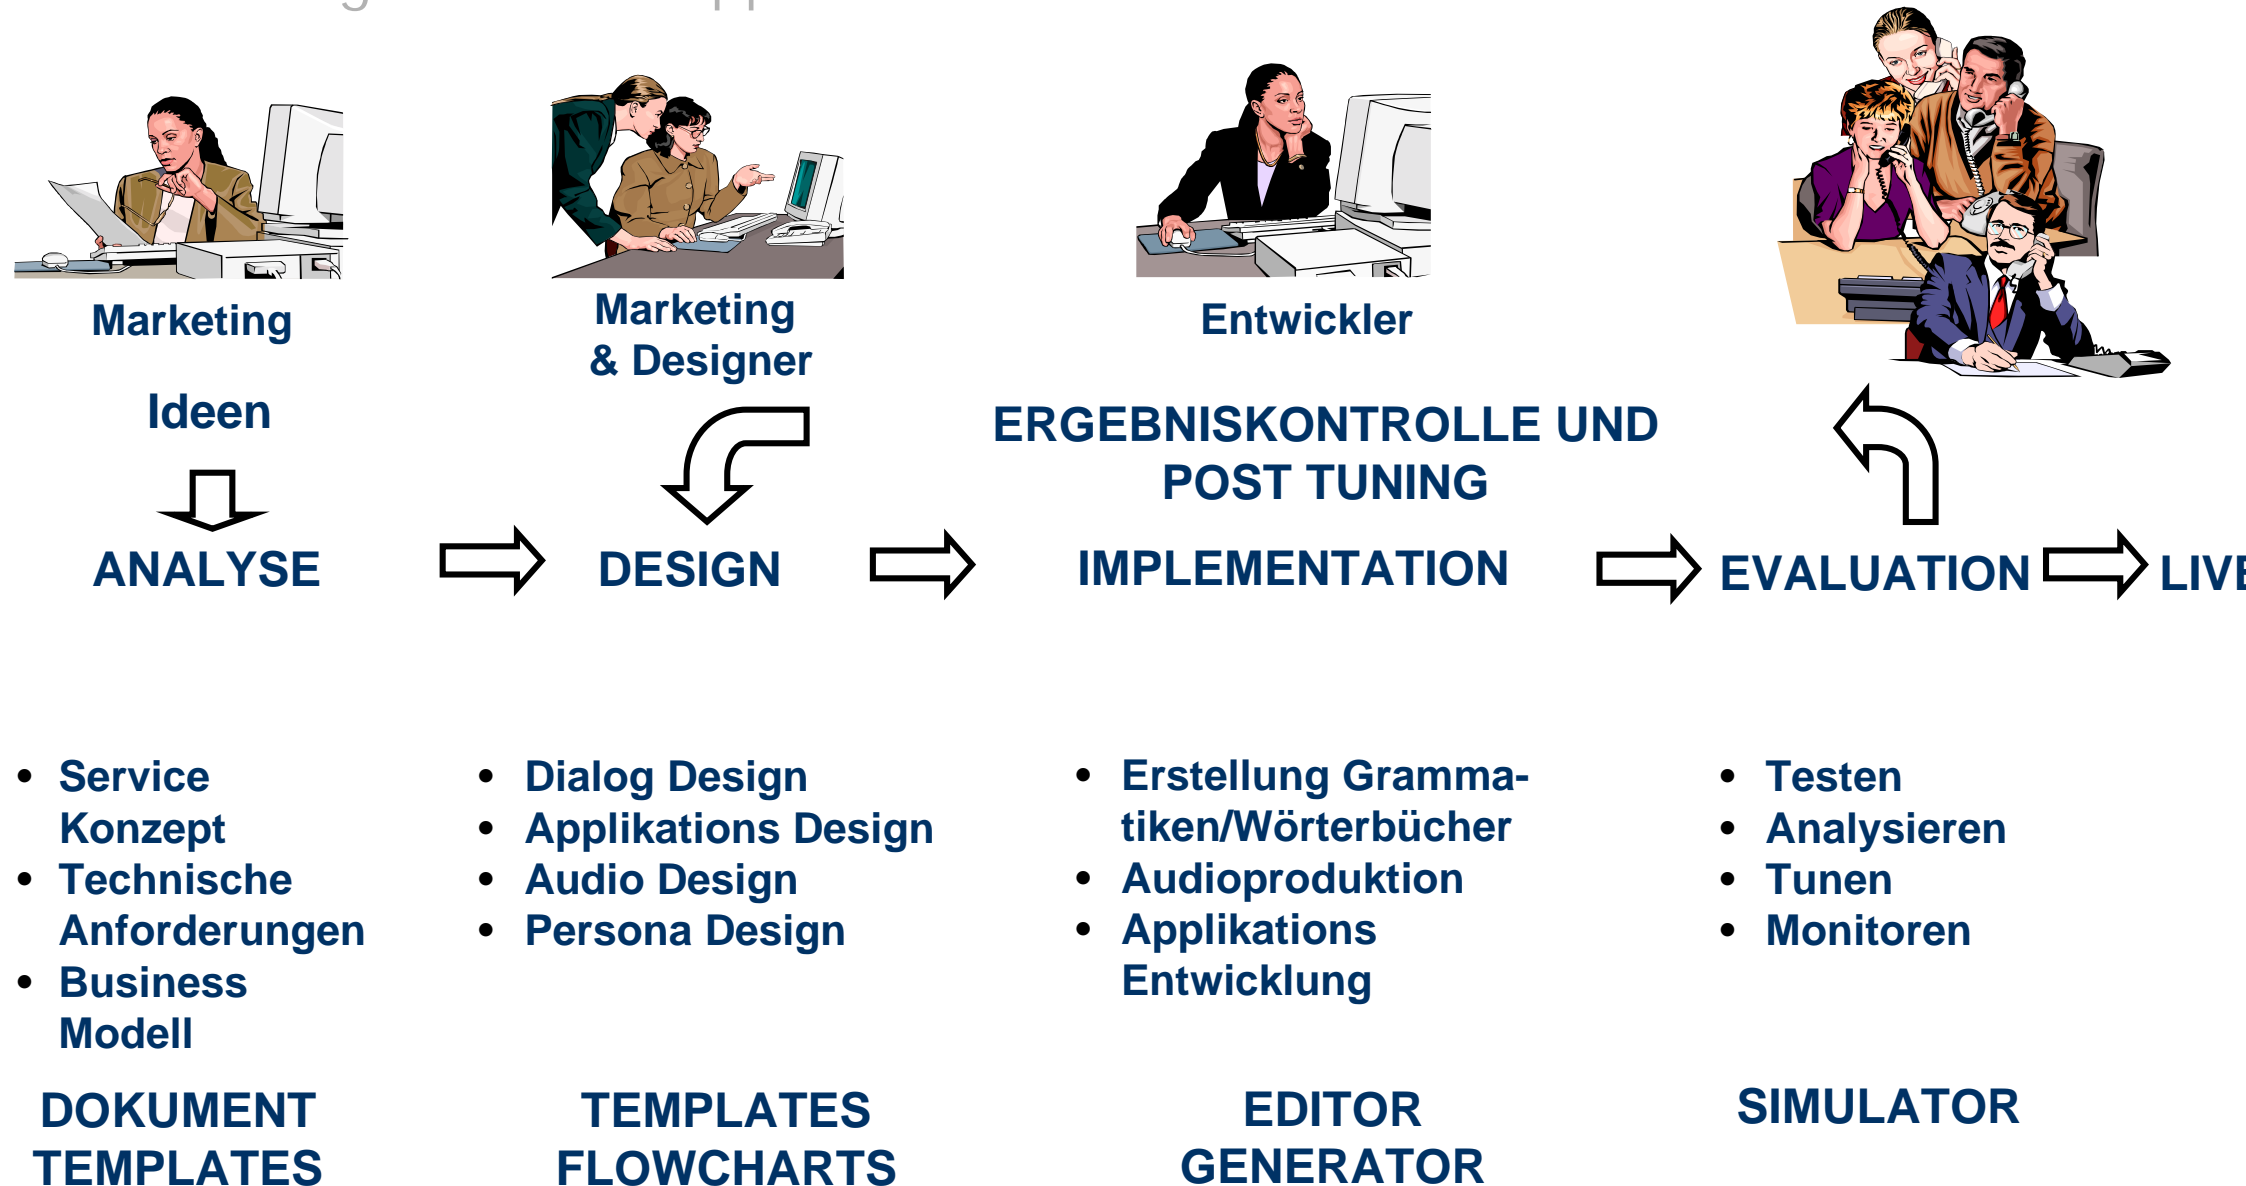 Marketing
Marketing
& Designer
Entwickler
Ideen
ERGEBNISKONTROLLE UND
POST TUNING
ANALYSE
DESIGN
IMPLEMENTATION
EVALUATION
LIVE
• Service
Konzept
• Technische
Anforderungen
• Business
Modell
• Dialog Design
• Applikations Design
• Audio Design
• Persona Design
• Erstellung Gramma-
tiken/Wörterbücher
• Audioproduktion
• Applikations
Entwicklung
• Testen
• Analysieren
• Tunen
• Monitoren
DOKUMENT
TEMPLATES
TEMPLATES
FLOWCHARTS
EDITOR
GENERATOR
SIMULATOR